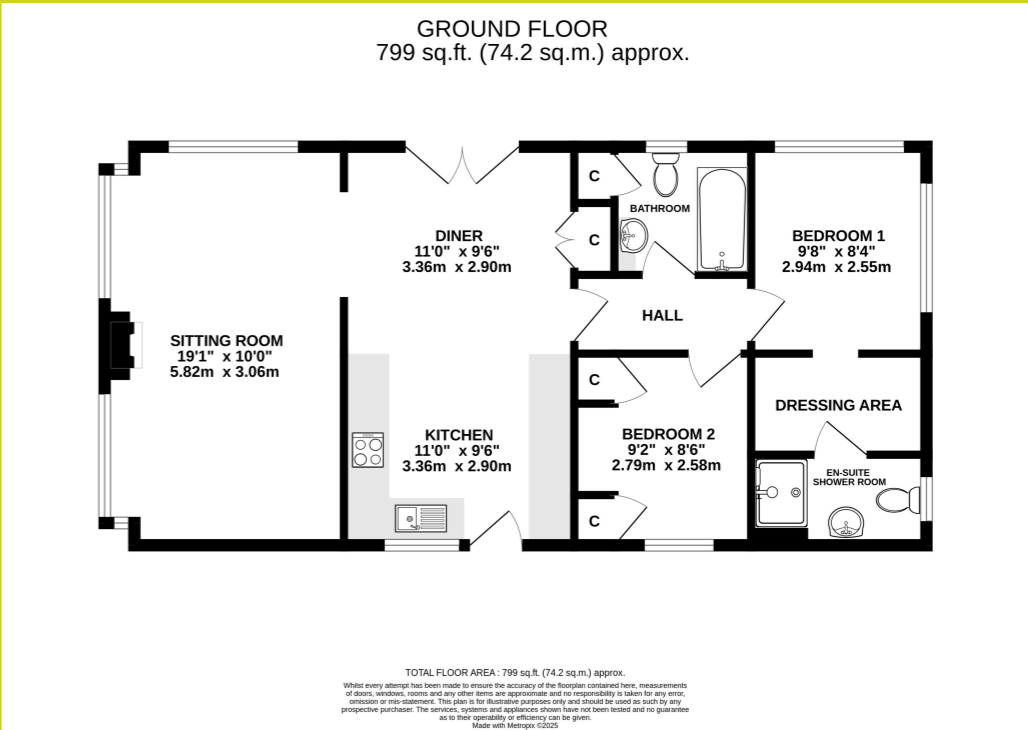 GROUND FLOOR
799 sq.ft. (74.2 sq.m.) approx.
C
BATHROOM
C
DINER
11'0" x 9'6"
3.36m x 2.90m
BEDROOM 1
9'8" x 8'4"
2.94m x 2.55m
HALL
SITTING ROOM
19'1" x 10'0"
5.82m x 3.06m
C
DRESSING AREA
KITCHEN
11'0" x 9'6"
3.36m x 2.90m
BEDROOM 2
9'2" x 8'6"
2.79m x 2.58m
EN-SUITE
SHOWER ROOM
C
TOTAL FLOOR AREA : 799 sq.ft. (74.2 sq.m.) approx.
Whilst every attempt has been made to ensure the accuracy of the floorplan contained here, measurements
of doors, windows, rooms and any other items are approximate and no responsibility is taken for any error,
omission or mis-statement. This plan is for illustrative purposes only and should be used as such by any
prospective purchaser. The services, systems and appliances shown have not been tested and no guarantee
as to their operability or efficiency can be given.
Made with Metropix ©2025